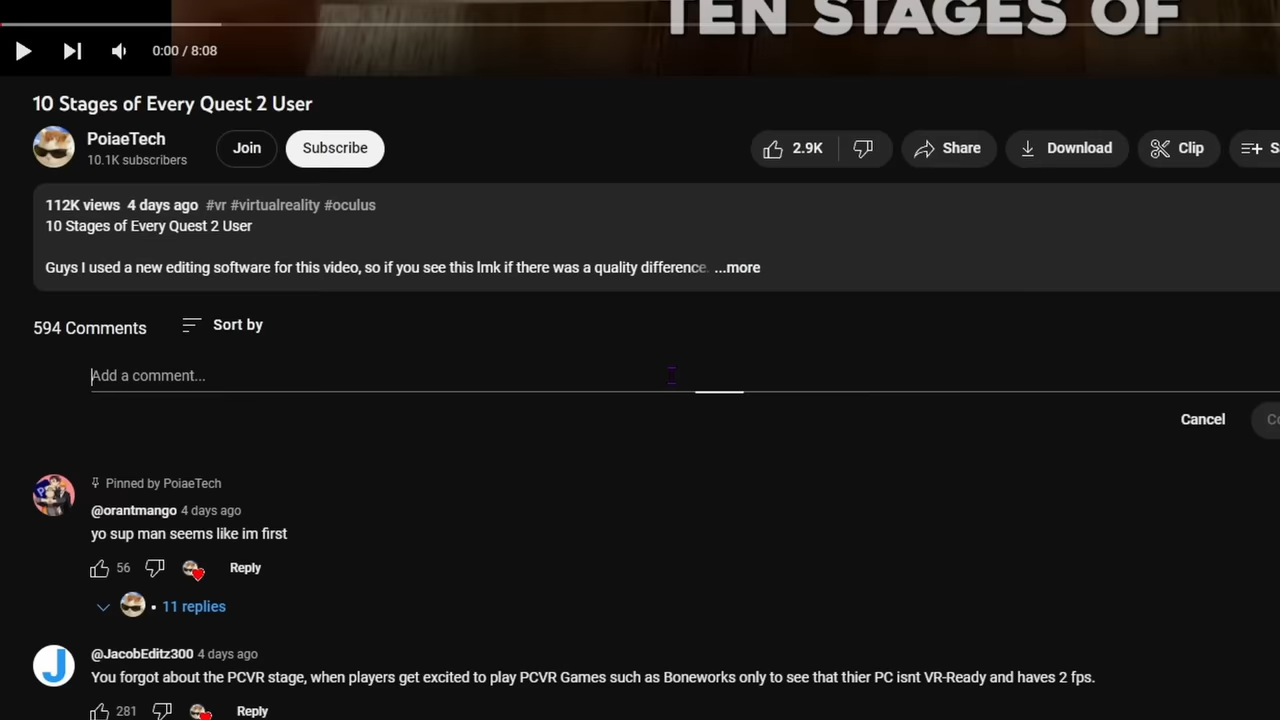 TEN STAGES OF
0:00 / 8:08
10 Stages of Every Quest 2 User
PoiaeTech
10.1K subscribers
Join
Subscribe
2.9K
Share
Download
Clip
S
112K views 4 days ago #vr #virtualreality #oculus
10 Stages of Every Quest 2 User
Guys I used a new editing software for this video, so if you see this lmk if there was a quality difference. ...more
594 Comments
Sort by
Add a comment...
Cancel
Co
Pinned by PoiaeTech
@orantmango 4 days ago
yo sup man seems like im first
56
Reply
11 replies
J
@JacobEditz300 4 days ago
You forgot about the PCVR stage, when players get excited to play PCVR Games such as Boneworks only to see that thier PC isnt VR-Ready and haves 2 fps.
281
Reply